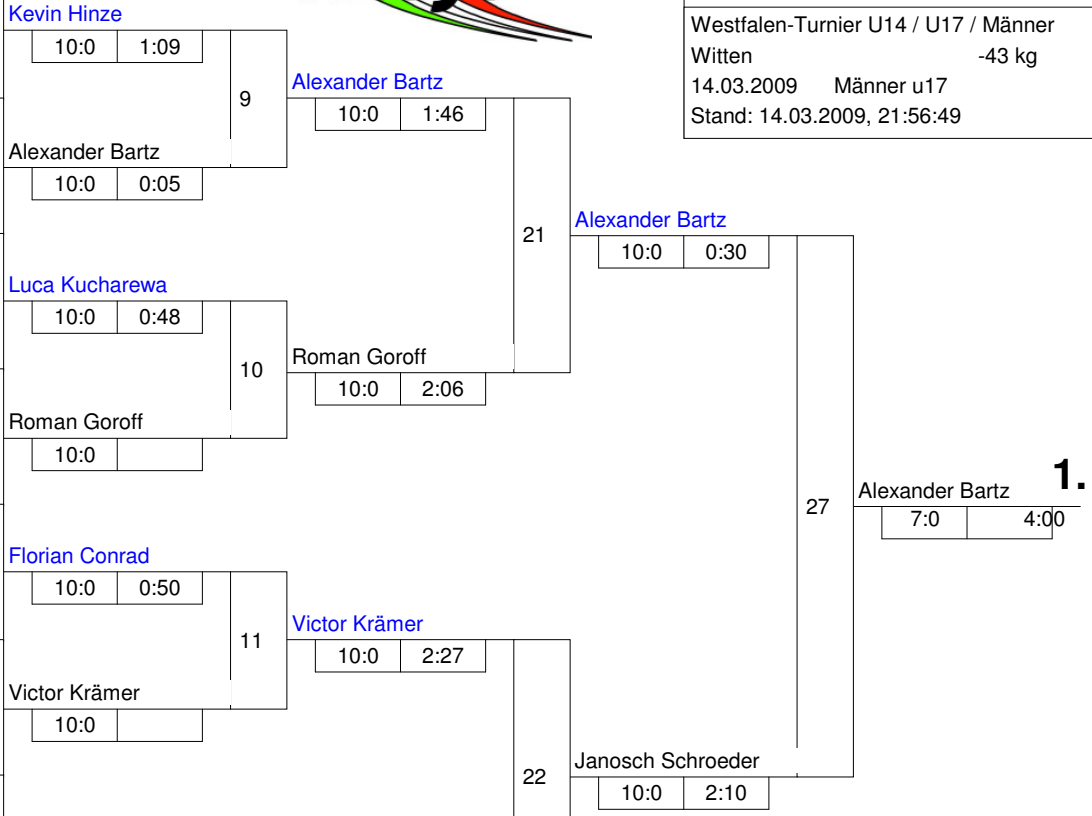 Kevin Hinze
10:0 1:09
Westfalen-Turnier U14 / U17 / Männer
Witten -43 kg
14.03.2009 Männer u17
Stand: 14.03.2009, 21:56:49
9
Alexander Bartz
10:0 1:46
Alexander Bartz
10:0 0:05
21
Alexander Bartz
10:0 0:30
Luca Kucharewa
10:0 0:48
10
Roman Goroff
10:0 2:06
Roman Goroff
10:0
27
Alexander Bartz 1.
7:0 4:00
Florian Conrad
10:0 0:50
11
Victor Krämer
10:0 2:27
Victor Krämer
10:0
22
Janosch Schroeder
10:0 2:10